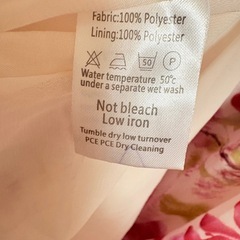 Fabric:100% Polyester
Lining:100% Polyester
50 P
Water temperature 50°c
under a separate wet wash
Not bleach
Low iron
Tumble dry low turnover
PCE PCE Dry Cleaning